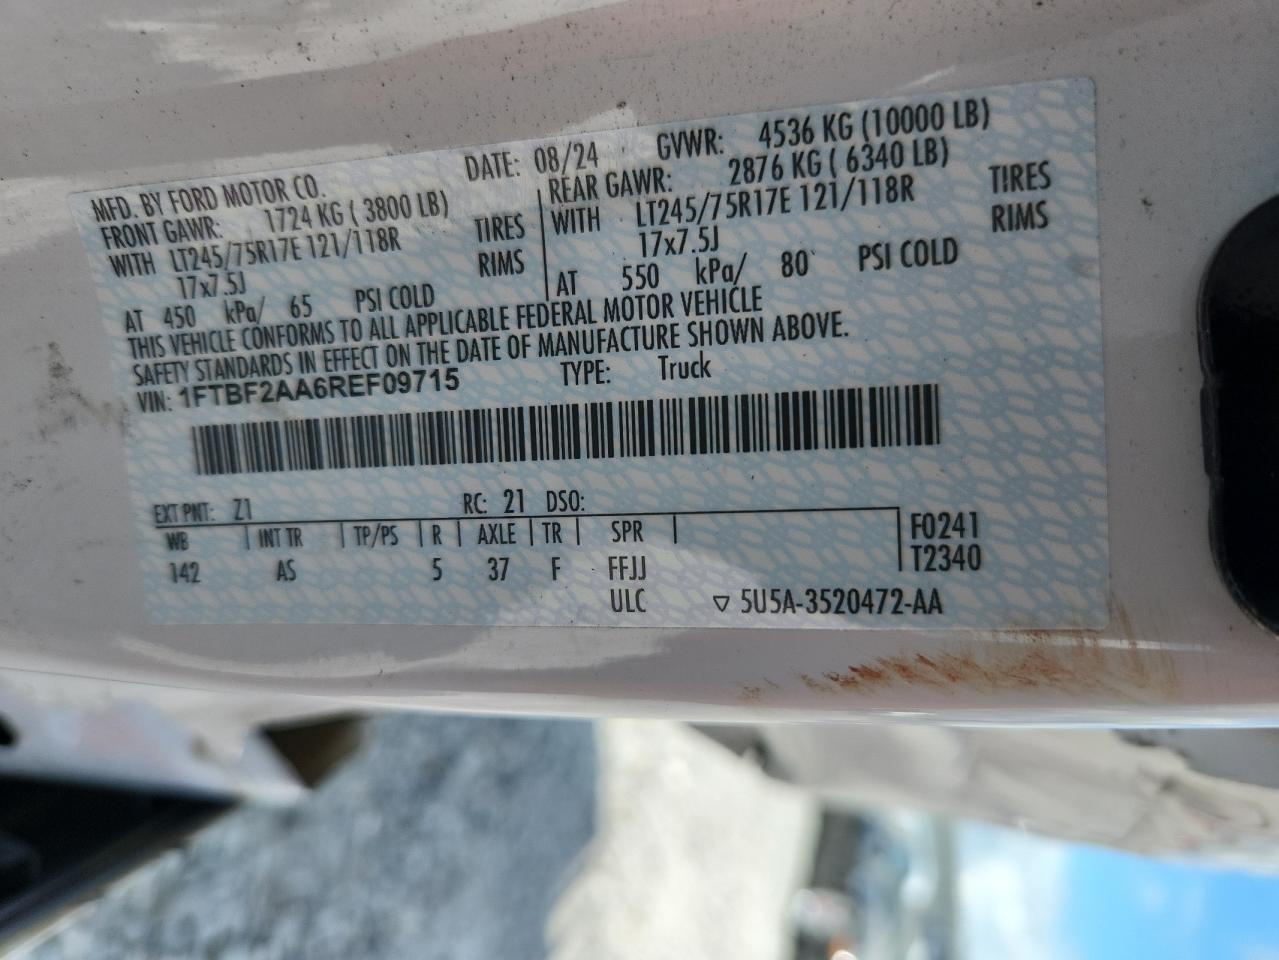 MFD. BY FORD MOTOR CO. DATE: 08/24 GVWR: 4536 KG (10000 LB)
FRONT GAWR: 1724 KG ( 3800 LB) REAR GAWR: 2876 KG ( 6340 LB)
WITH LT245/75R17E 121/118R TIRES WITH LT245/75R17E 121/118R TIRES
17x7.5J RIMS 17x7.5J RIMS
AT 450 kPa/ 65 PSI COLD AT 550 kPa/ 80 PSI COLD
THIS VEHICLE CONFORMS TO ALL APPLICABLE FEDERAL MOTOR VEHICLE
SAFETY STANDARDS IN EFFECT ON THE DATE OF MANUFACTURE SHOWN ABOVE.
VIN: 1FTBF2AA6REF09715 TYPE: Truck
EXT PNT: Z1 RC: 21 DSO:
WB INT TR TP/PS R AXLE TR SPR F0241
142 AS 5 37 F FFJJ T2340
ULC ▽ 5U5A-3520472-AA